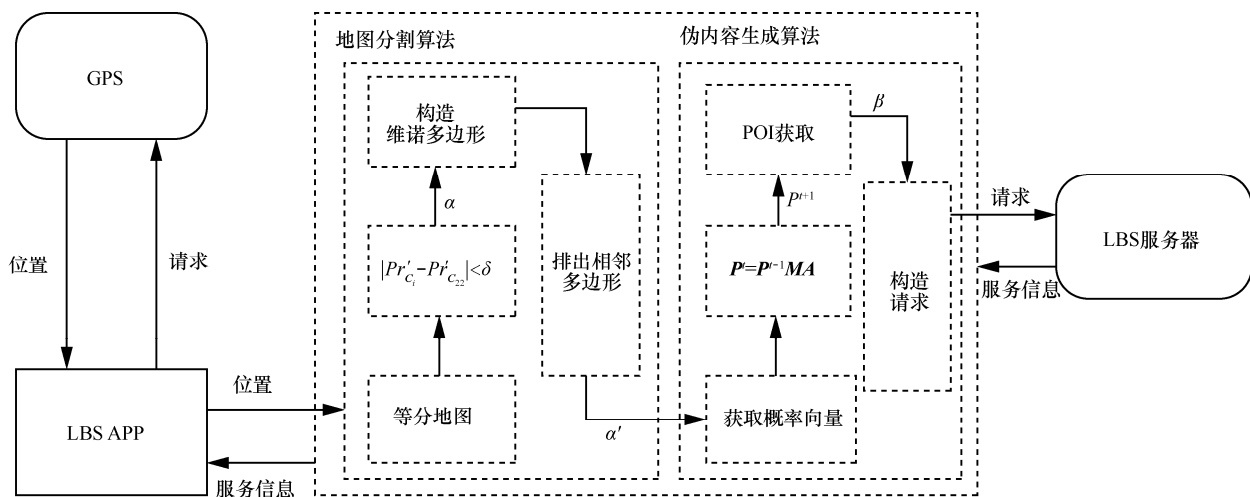 GPS
位置
请求
LBS APP
位置
服务信息
地图分割算法
构造
维诺多边形
α
|Pr′_{C_i}−Pr′_{C_{22}}|<δ
等分地图
排出相邻
多边形
α′
伪内容生成算法
POI获取
β
P^{t+1}
P^t=P^{t−1}MA
获取概率向量
构造
请求
请求
服务信息
LBS服务器